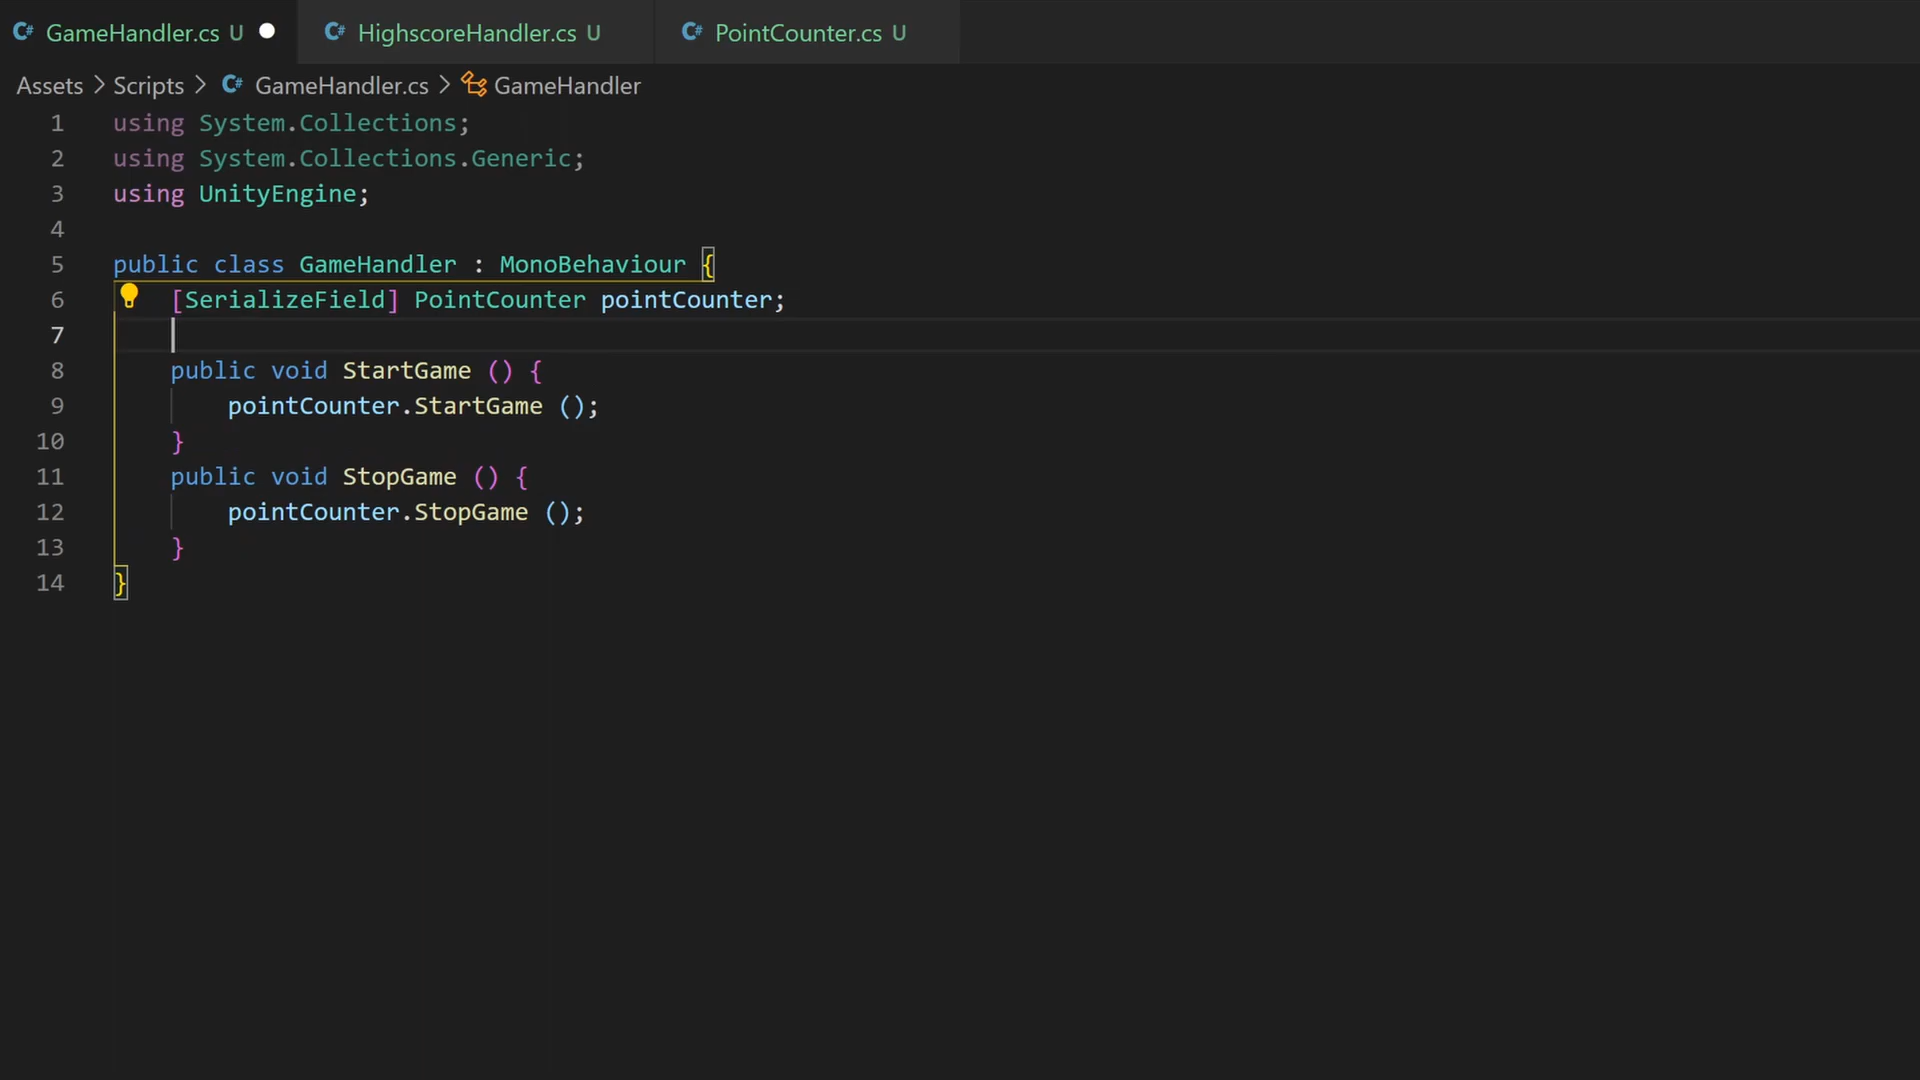 GameHandler.cs U
HighscoreHandler.cs U
PointCounter.cs U
Assets > Scripts > GameHandler.cs > GameHandler
1 using System.Collections;
2 using System.Collections.Generic;
3 using UnityEngine;
4
5 public class GameHandler : MonoBehaviour {
6 [SerializeField] PointCounter pointCounter;
7
8 public void StartGame () {
9 pointCounter.StartGame ();
10 }
11 public void StopGame () {
12 pointCounter.StopGame ();
13 }
14 }